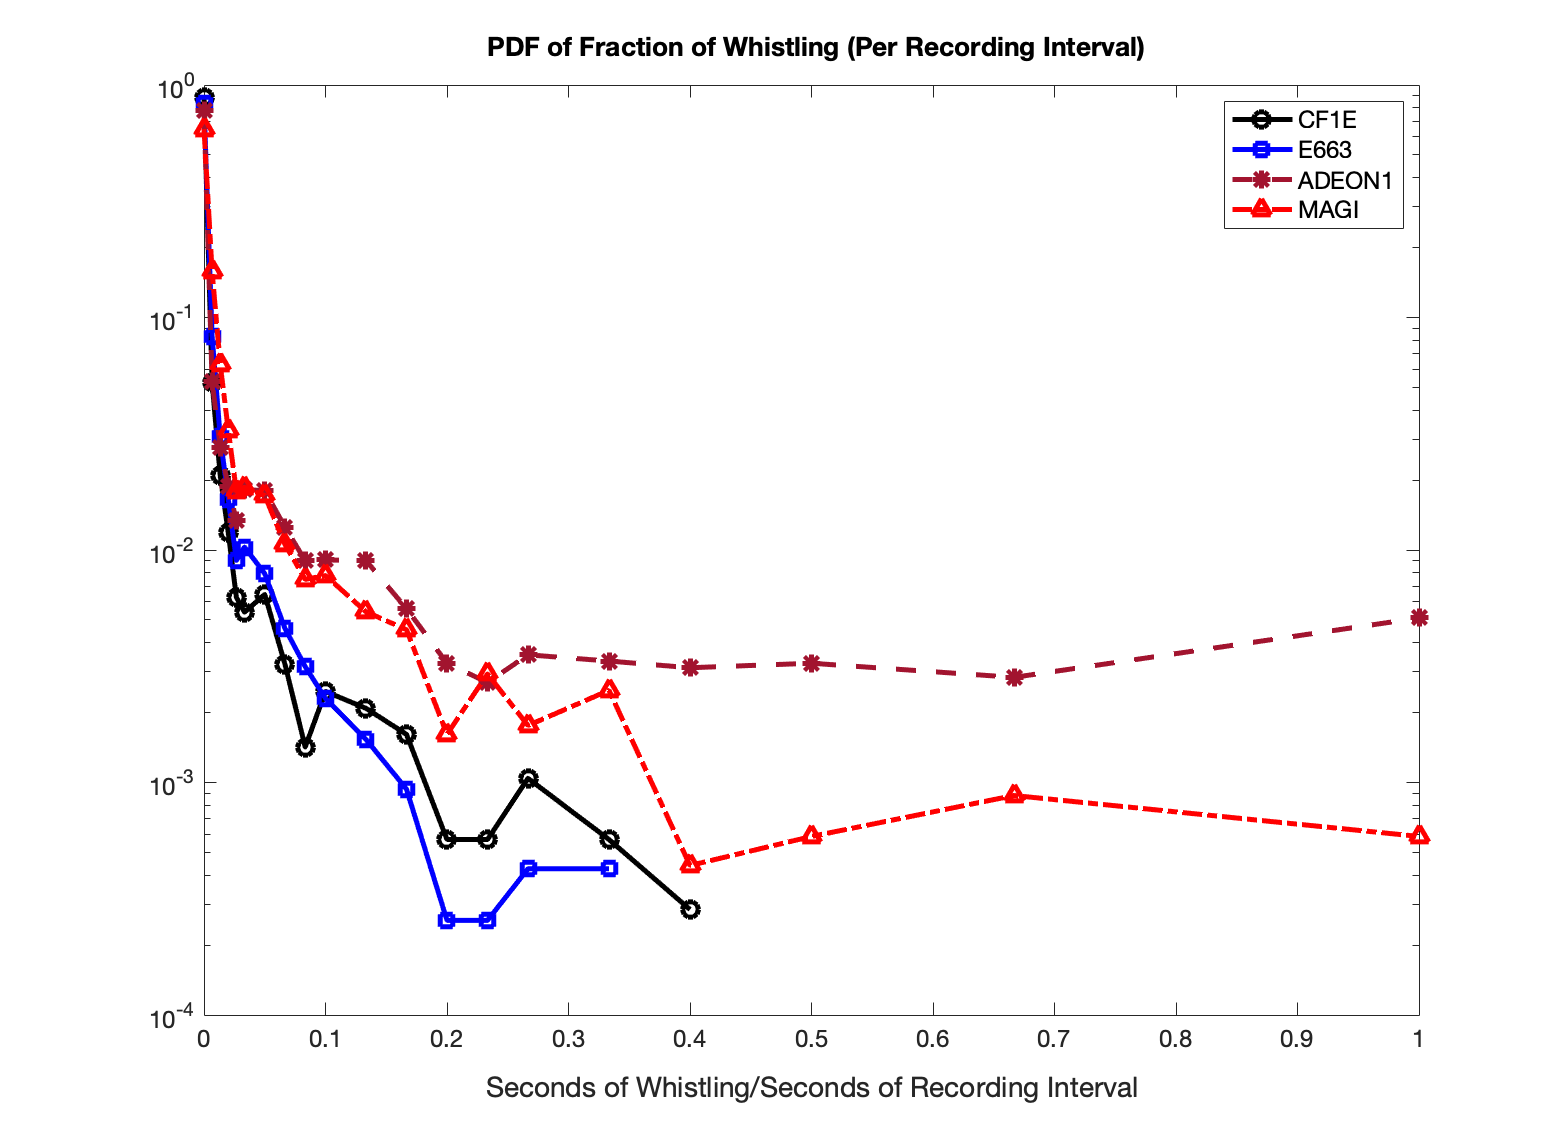 PDF of Fraction of Whistling (Per Recording Interval)
10^0
10^-1
10^-2
10^-3
10^-4
CF1E
E663
ADEON1
MAGI
0 0.1 0.2 0.3 0.4 0.5 0.6 0.7 0.8 0.9 1
Seconds of Whistling/Seconds of Recording Interval